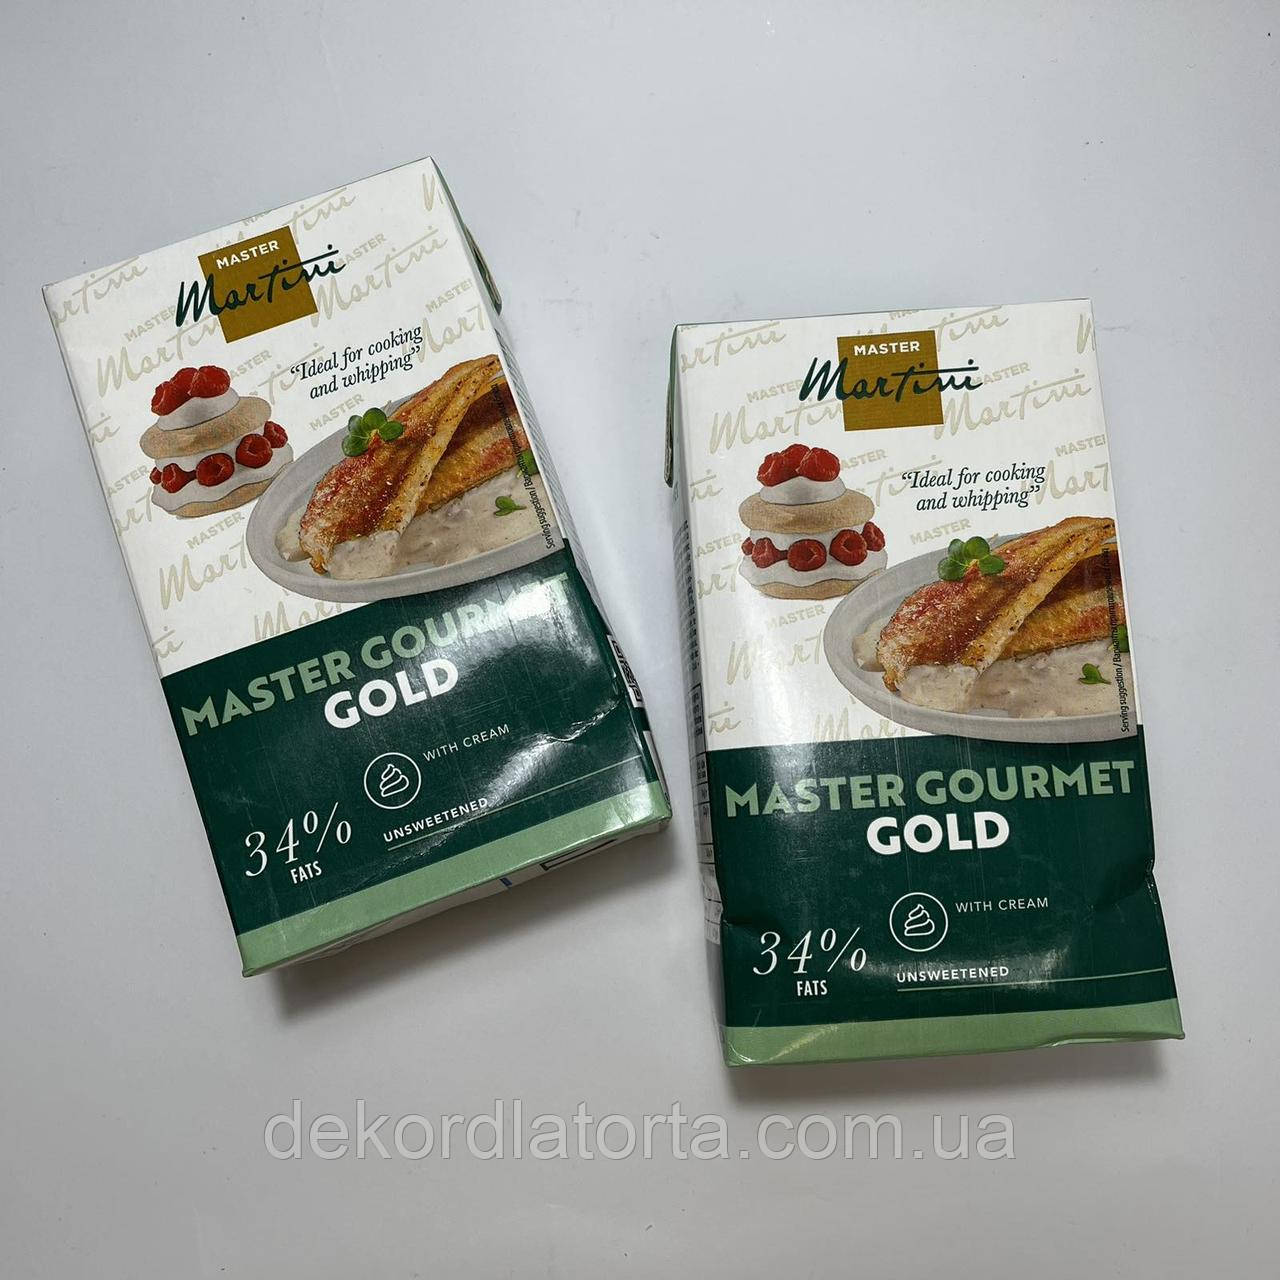 MASTER
Martini
"Ideal for cooking
and whipping"
MASTER GOURMET
GOLD
WITH CREAM
34%
FATS
UNSWEETENED
MASTER
Martini
"Ideal for cooking
and whipping"
Serving suggestion/
MASTER GOURMET
GOLD
WITH CREAM
34%
FATS
UNSWEETENED
dekordlatorta.com.ua